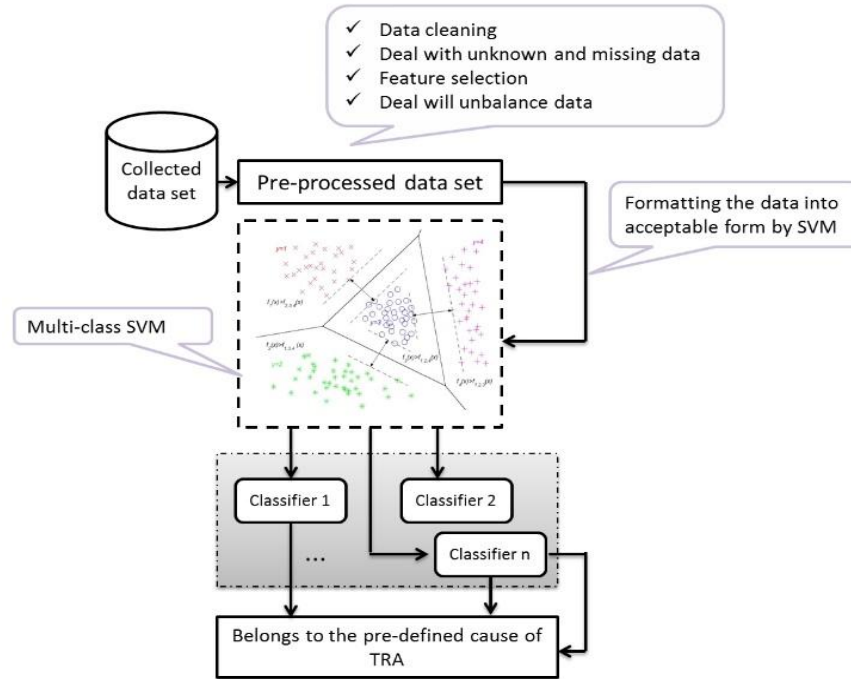 ✓ Data cleaning
✓ Deal with unknown and missing data
✓ Feature selection
✓ Deal will unbalance data
Collected
data set
Pre-processed data set
Formatting the data into
acceptable form by SVM
Multi-class SVM
Classifier 1
Classifier 2
...
Classifier n
Belongs to the pre-defined cause of
TRA